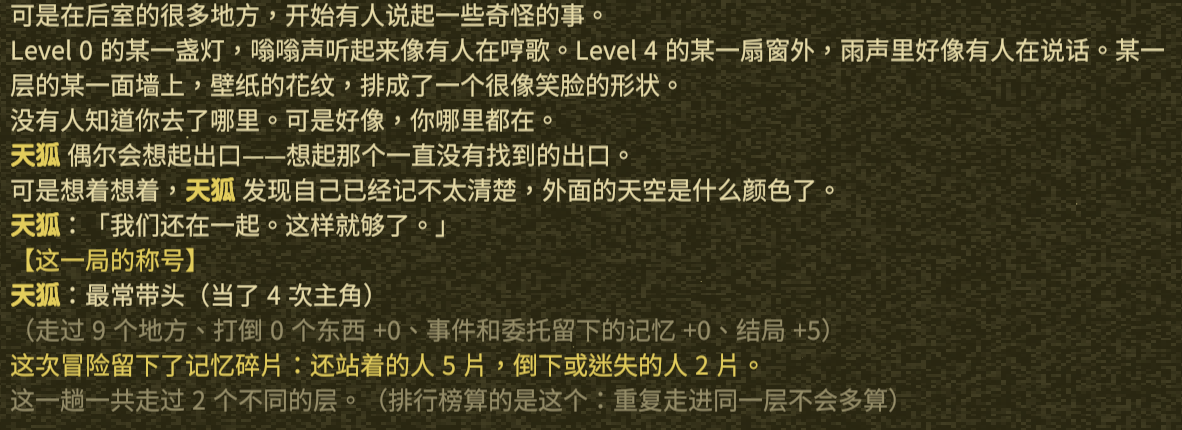 可是在后室的很多地方，开始有人说起一些奇怪的事。
Level 0 的某一盏灯，嗡嗡声听起来像有人在哼歌。Level 4 的某一扇窗外，雨声里好像有人在说话。某一
层的某一面墙上，壁纸的花纹，排成了一个很像笑脸的形状。
没有人知道你去了哪里。可是好像，你哪里都在。
天狐 偶尔会想起出口——想起那个一直没有找到的出口。
可是想着想着，天狐 发现自己已经记不太清楚，外面的天空是什么颜色了。
天狐：「我们还在一起。这样就够了。」
【这一局的称号】
天狐：最常带头（当了 4 次主角）
（走过 9 个地方、打倒 0 个东西 +0、事件和委托留下的记忆 +0、结局 +5）
这次冒险留下了记忆碎片：还站着的人 5 片，倒下或迷失的人 2 片。
这一趟一共走过 2 个不同的层。（排行榜算的是这个：重复走进同一层不会多算）